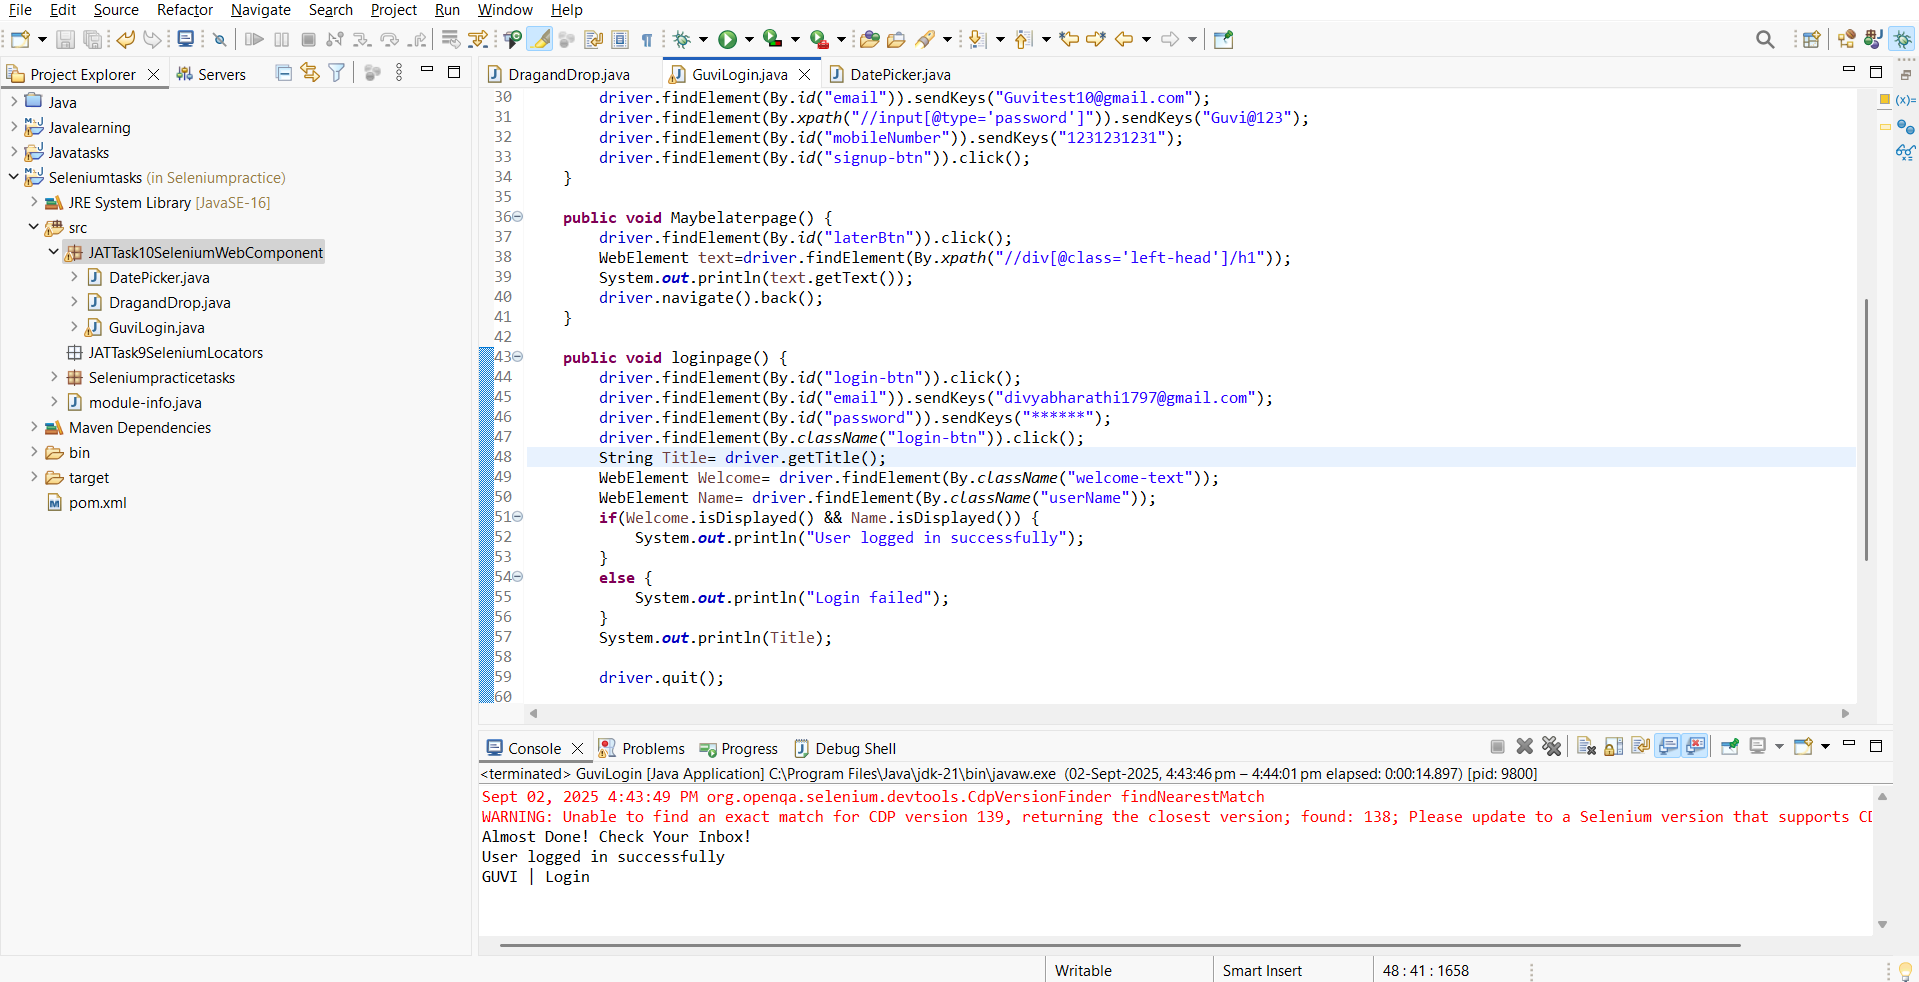 File Edit Source Refactor Navigate Search Project Run Window Help
Project Explorer Servers
Java
Javalearning
Javatasks
Seleniumtasks (in Seleniumpractice)
JRE System Library [JavaSE-16]
src
JATTask10SeleniumWebComponent
DatePicker.java
DragandDrop.java
GuviLogin.java
JATTask9SeleniumLocators
Seleniumpracticetasks
module-info.java
Maven Dependencies
bin
target
pom.xml
DragandDrop.java GuviLogin.java DatePicker.java
30 driver.findElement(By.id("email")).sendKeys("Guvitest10@gmail.com");
31 driver.findElement(By.xpath("//input[@type='password']")).sendKeys("Guvi@123");
32 driver.findElement(By.id("mobileNumber")).sendKeys("1231231231");
33 driver.findElement(By.id("signup-btn")).click();
34 }
35
36 public void Maybelaterpage() {
37 driver.findElement(By.id("laterBtn")).click();
38 WebElement text=driver.findElement(By.xpath("//div[@class='left-head']/h1"));
39 System.out.println(text.getText());
40 driver.navigate().back();
41 }
42
43 public void loginpage() {
44 driver.findElement(By.id("login-btn")).click();
45 driver.findElement(By.id("email")).sendKeys("divyabharathi1797@gmail.com");
46 driver.findElement(By.id("password")).sendKeys("******");
47 driver.findElement(By.className("login-btn")).click();
48 String Title= driver.getTitle();
49 WebElement Welcome= driver.findElement(By.className("welcome-text"));
50 WebElement Name= driver.findElement(By.className("userName"));
51 if(Welcome.isDisplayed() && Name.isDisplayed()) {
52 System.out.println("User logged in successfully");
53 }
54 else {
55 System.out.println("Login failed");
56 }
57 System.out.println(Title);
58
59 driver.quit();
60
Console Problems Progress Debug Shell
<terminated> GuviLogin [Java Application] C:\Program Files\Java\jdk-21\bin\javaw.exe (02-Sept-2025, 4:43:46 pm – 4:44:01 pm elapsed: 0:00:14.897) [pid: 9800]
Sept 02, 2025 4:43:49 PM org.openqa.selenium.devtools.CdpVersionFinder findNearestMatch
WARNING: Unable to find an exact match for CDP version 139, returning the closest version; found: 138; Please update to a Selenium version that supports CD
Almost Done! Check Your Inbox!
User logged in successfully
GUVI | Login
Writable Smart Insert 48 : 41 : 1658